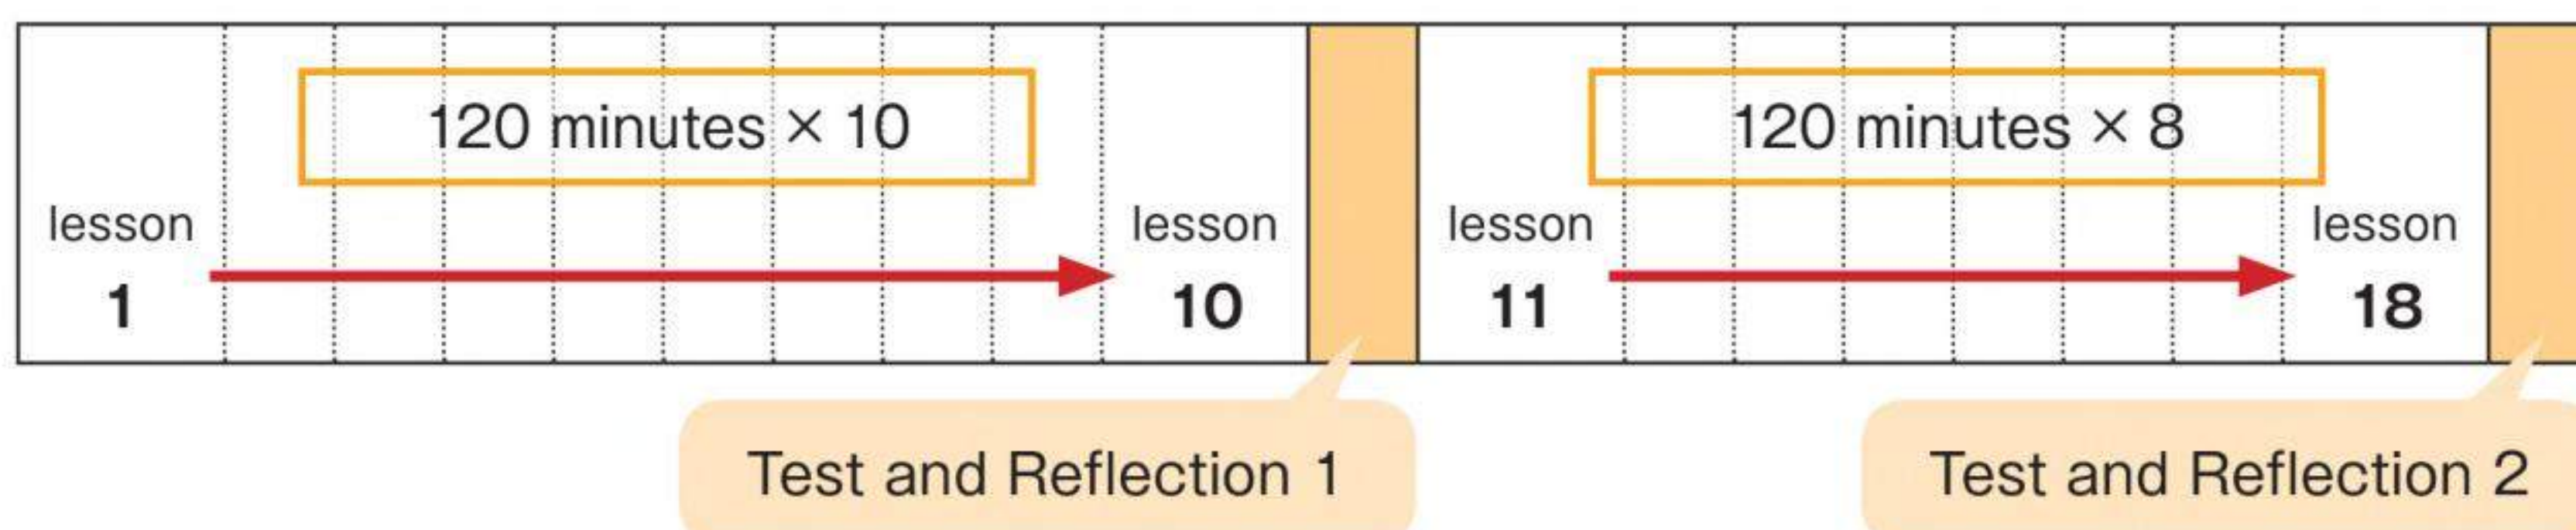 120 minutes × 10
120 minutes × 8
lesson
1
lesson
10
lesson
11
lesson
18
Test and Reflection 1
Test and Reflection 2